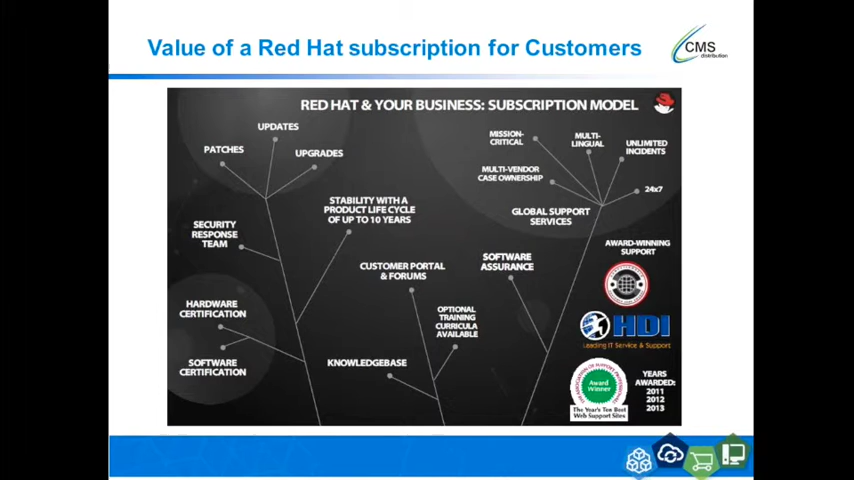 Value of a Red Hat subscription for Customers
CMS
distribution
RED HAT & YOUR BUSINESS: SUBSCRIPTION MODEL
UPDATES
PATCHES
UPGRADES
STABILITY WITH A
PRODUCT LIFE CYCLE
OF UP TO 10 YEARS
SECURITY
RESPONSE
TEAM
HARDWARE
CERTIFICATION
SOFTWARE
CERTIFICATION
CUSTOMER PORTAL
& FORUMS
OPTIONAL
TRAINING
CURRICULA
AVAILABLE
KNOWLEDGEBASE
MISSION-
CRITICAL
MULTI-
LINGUAL
UNLIMITED
INCIDENTS
MULTI-VENDOR
CASE OWNERSHIP
24x7
GLOBAL SUPPORT
SERVICES
SOFTWARE
ASSURANCE
AWARD-WINNING
SUPPORT
HDI
Leading IT Service & Support
Award
Winner
The Year's Ten Best
Web Support Sites
YEARS
AWARDED:
2011
2012
2013